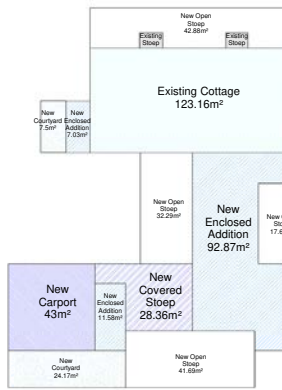 New Open
Stoep
42.88m²
Existing
Stoep
Existing
Stoep
Existing Cottage
123.16m²
New
Courtyard
7.5m²
New
Enclosed
Addition
7.03m²
New Open
Stoep
32.29m²
New
Enclosed
Addition
92.87m²
New
Carport
43m²
New
Enclosed
Addition
11.58m²
New
Covered
Stoep
28.36m²
New
Courtyard
24.17m²
New Open
Stoep
41.69m²